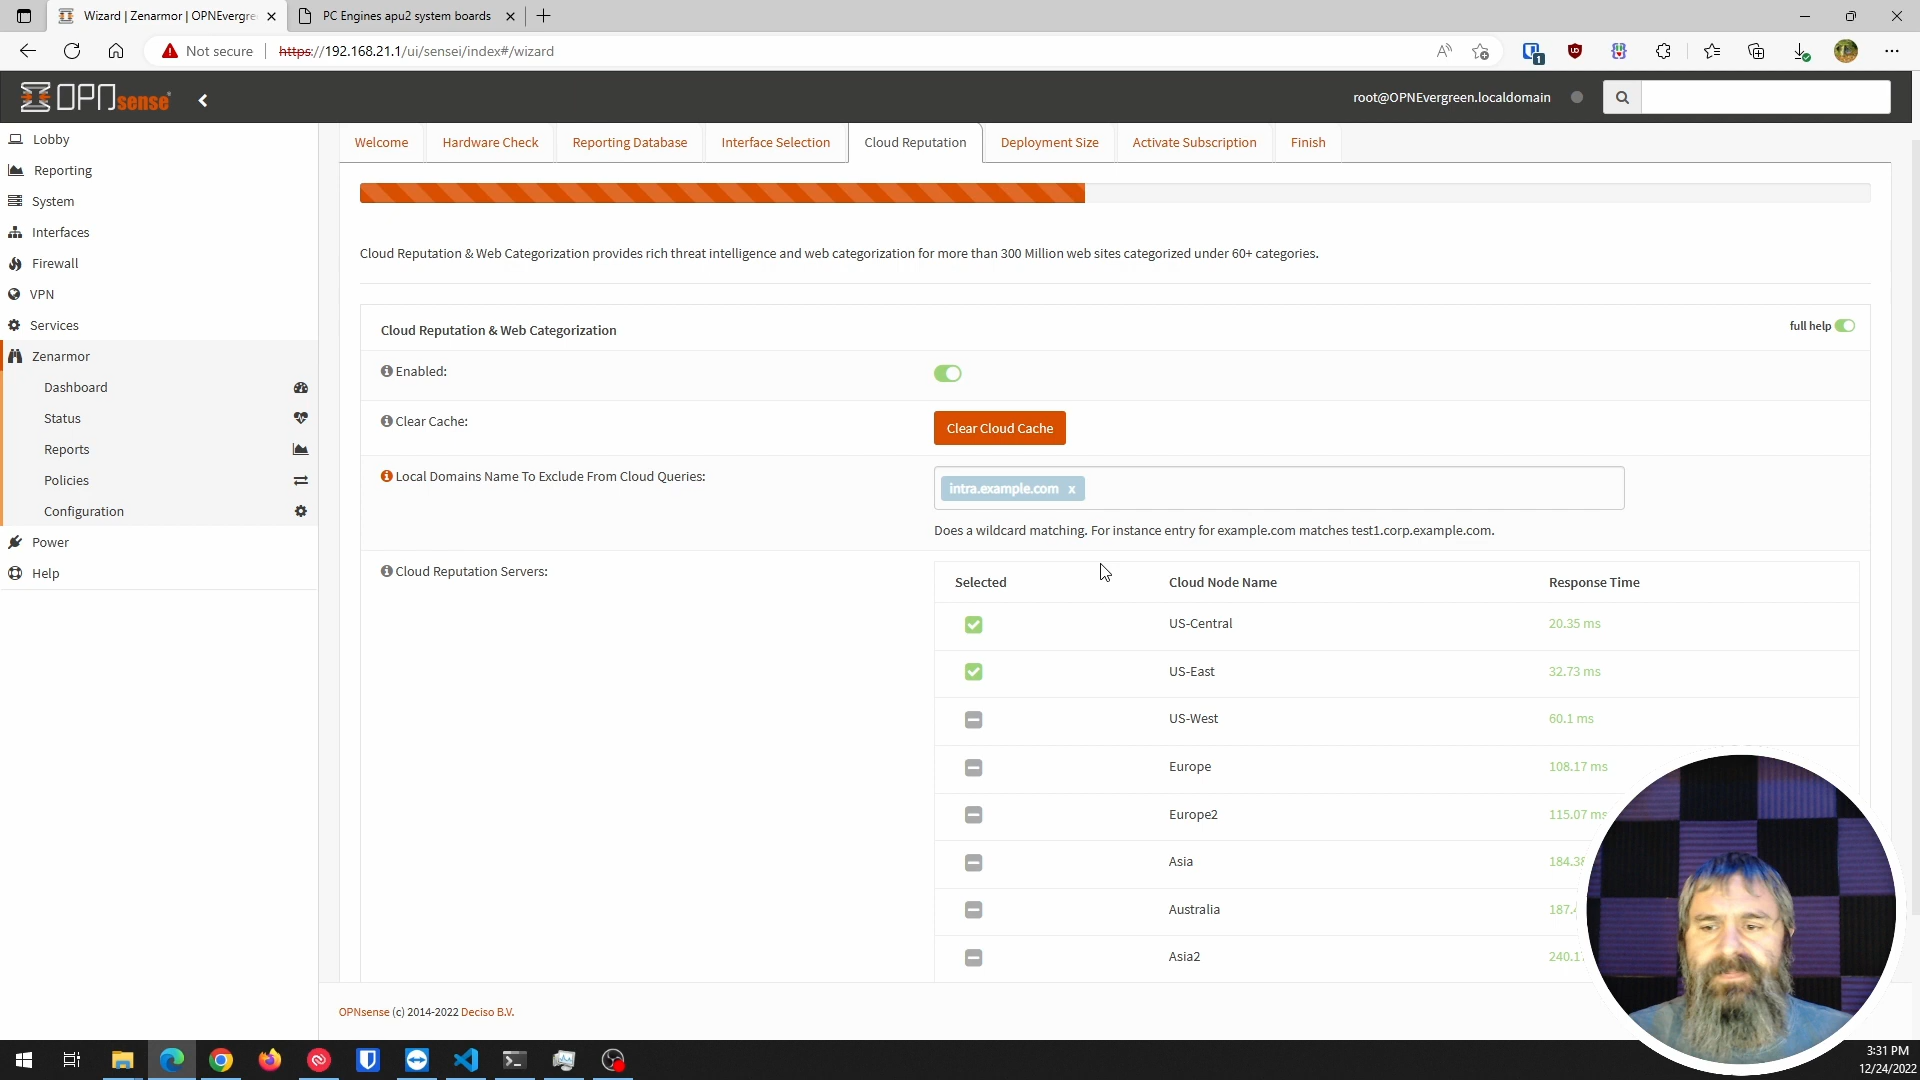 Wizard | Zenarmor | OPNEvergre
PC Engines apu2 system boards
Not secure
https://192.168.21.1/ui/sensei/index#/wizard
1
OPNsense
root@OPNEvergreen.localdomain
Lobby
Reporting
System
Interfaces
Firewall
VPN
Services
Zenarmor
Dashboard
Status
Reports
Policies
Configuration
Power
Help
Welcome
Hardware Check
Reporting Database
Interface Selection
Cloud Reputation
Deployment Size
Activate Subscription
Finish
Cloud Reputation & Web Categorization provides rich threat intelligence and web categorization for more than 300 Million web sites categorized under 60+ categories.
Cloud Reputation & Web Categorization
full help
Enabled:
Clear Cache:
Clear Cloud Cache
Local Domains Name To Exclude From Cloud Queries:
intra.example.com x
Does a wildcard matching. For instance entry for example.com matches test1.corp.example.com.
Cloud Reputation Servers:
Selected Cloud Node Name Response Time
US-Central 20.35 ms
US-East 32.73 ms
US-West 60.1 ms
Europe 108.17 ms
Europe2 115.07 ms
Asia
Australia
Asia2
OPNsense (c) 2014-2022 Deciso B.V.
3:31 PM
12/24/2022